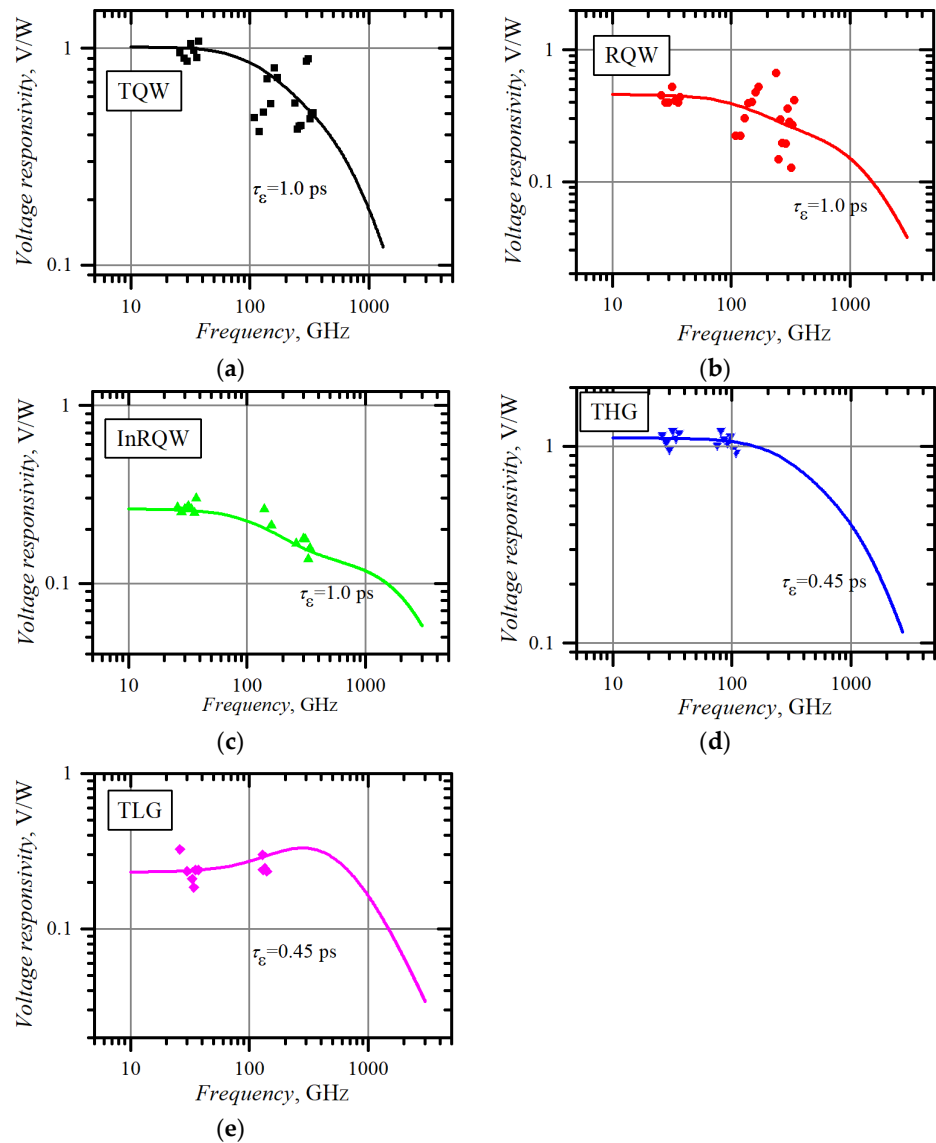 Voltage responsivity, V/W
1
0.1
TQW
τε=1.0 ps
10 100 1000
Frequency, GHz
(a)
Voltage responsivity, V/W
1
0.1
RQW
τε=1.0 ps
10 100 1000
Frequency, GHz
(b)
Voltage responsivity, V/W
1
0.1
InRQW
τε=1.0 ps
10 100 1000
Frequency, GHz
(c)
Voltage responsivity, V/W
1
0.1
THG
τε=0.45 ps
10 100 1000
Frequency, GHz
(d)
Voltage responsivity, V/W
1
0.1
TLG
τε=0.45 ps
10 100 1000
Frequency, GHz
(e)